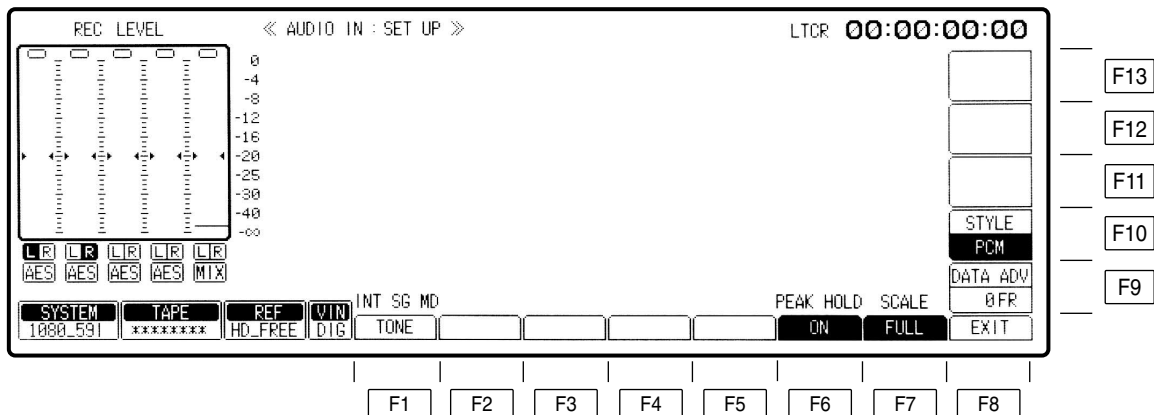 REC LEVEL
≪ AUDIO IN : SET UP ≫
LTCR 00:00:00:00
0
-4
-8
-12
-16
-20
-25
-30
-40
-∞
L R L R L R L R L R
AES AES AES AES MIX
SYSTEM TAPE REF VIN
1080_59I ******** HD_FREE DIG
INT SG MD
TONE
PEAK HOLD
ON
SCALE
FULL
STYLE
PCM
DATA ADV
0FR
EXIT
F13
F12
F11
F10
F9
F1 F2 F3 F4 F5 F6 F7 F8